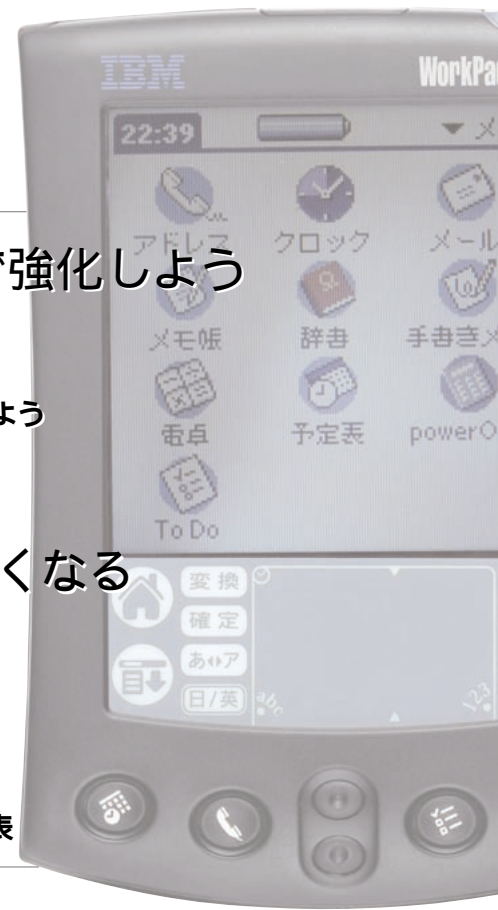 IBM WorkPa
22:39 メ
で強化しよう
アドレス クロック メール
メモ帳 辞書 手書きメ
よう
電卓 予定表 powerO
To Do
くなる
変換
確定
あ↔ア
日/英
abc 123
表